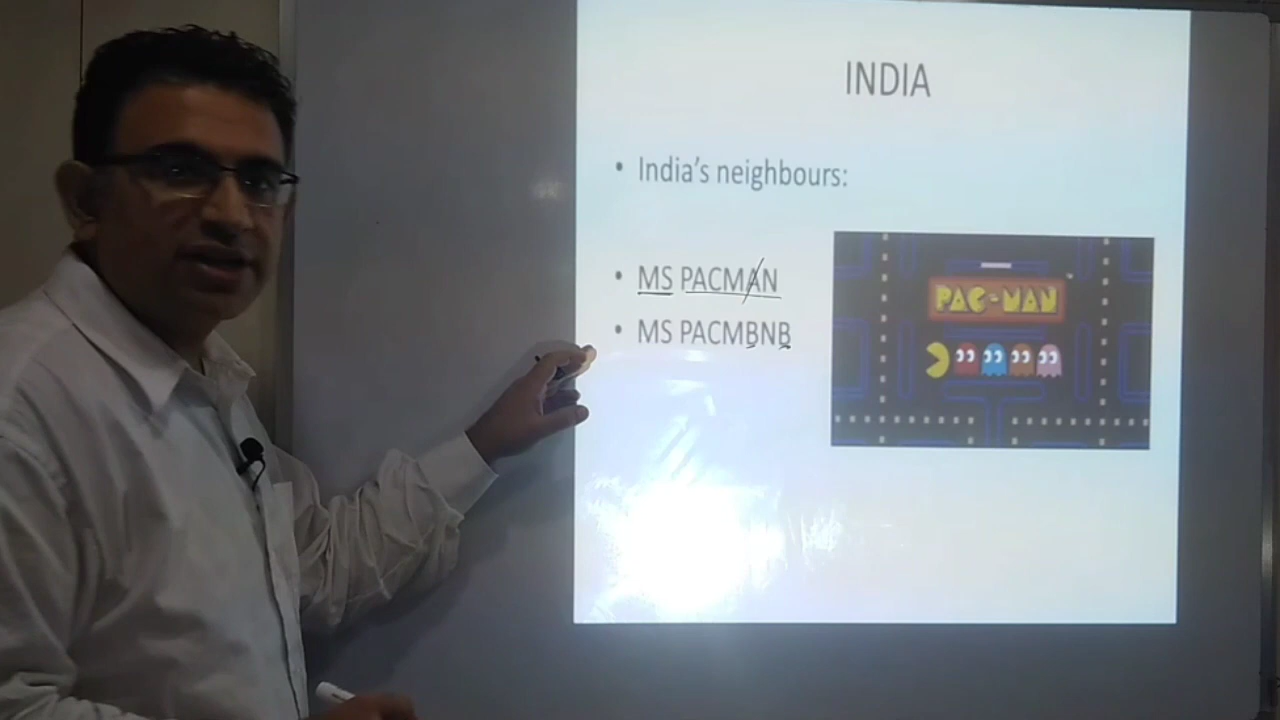 INDIA
• India's neighbours:
• MS PACMAN
• MS PACMBNB
PAC-MAN